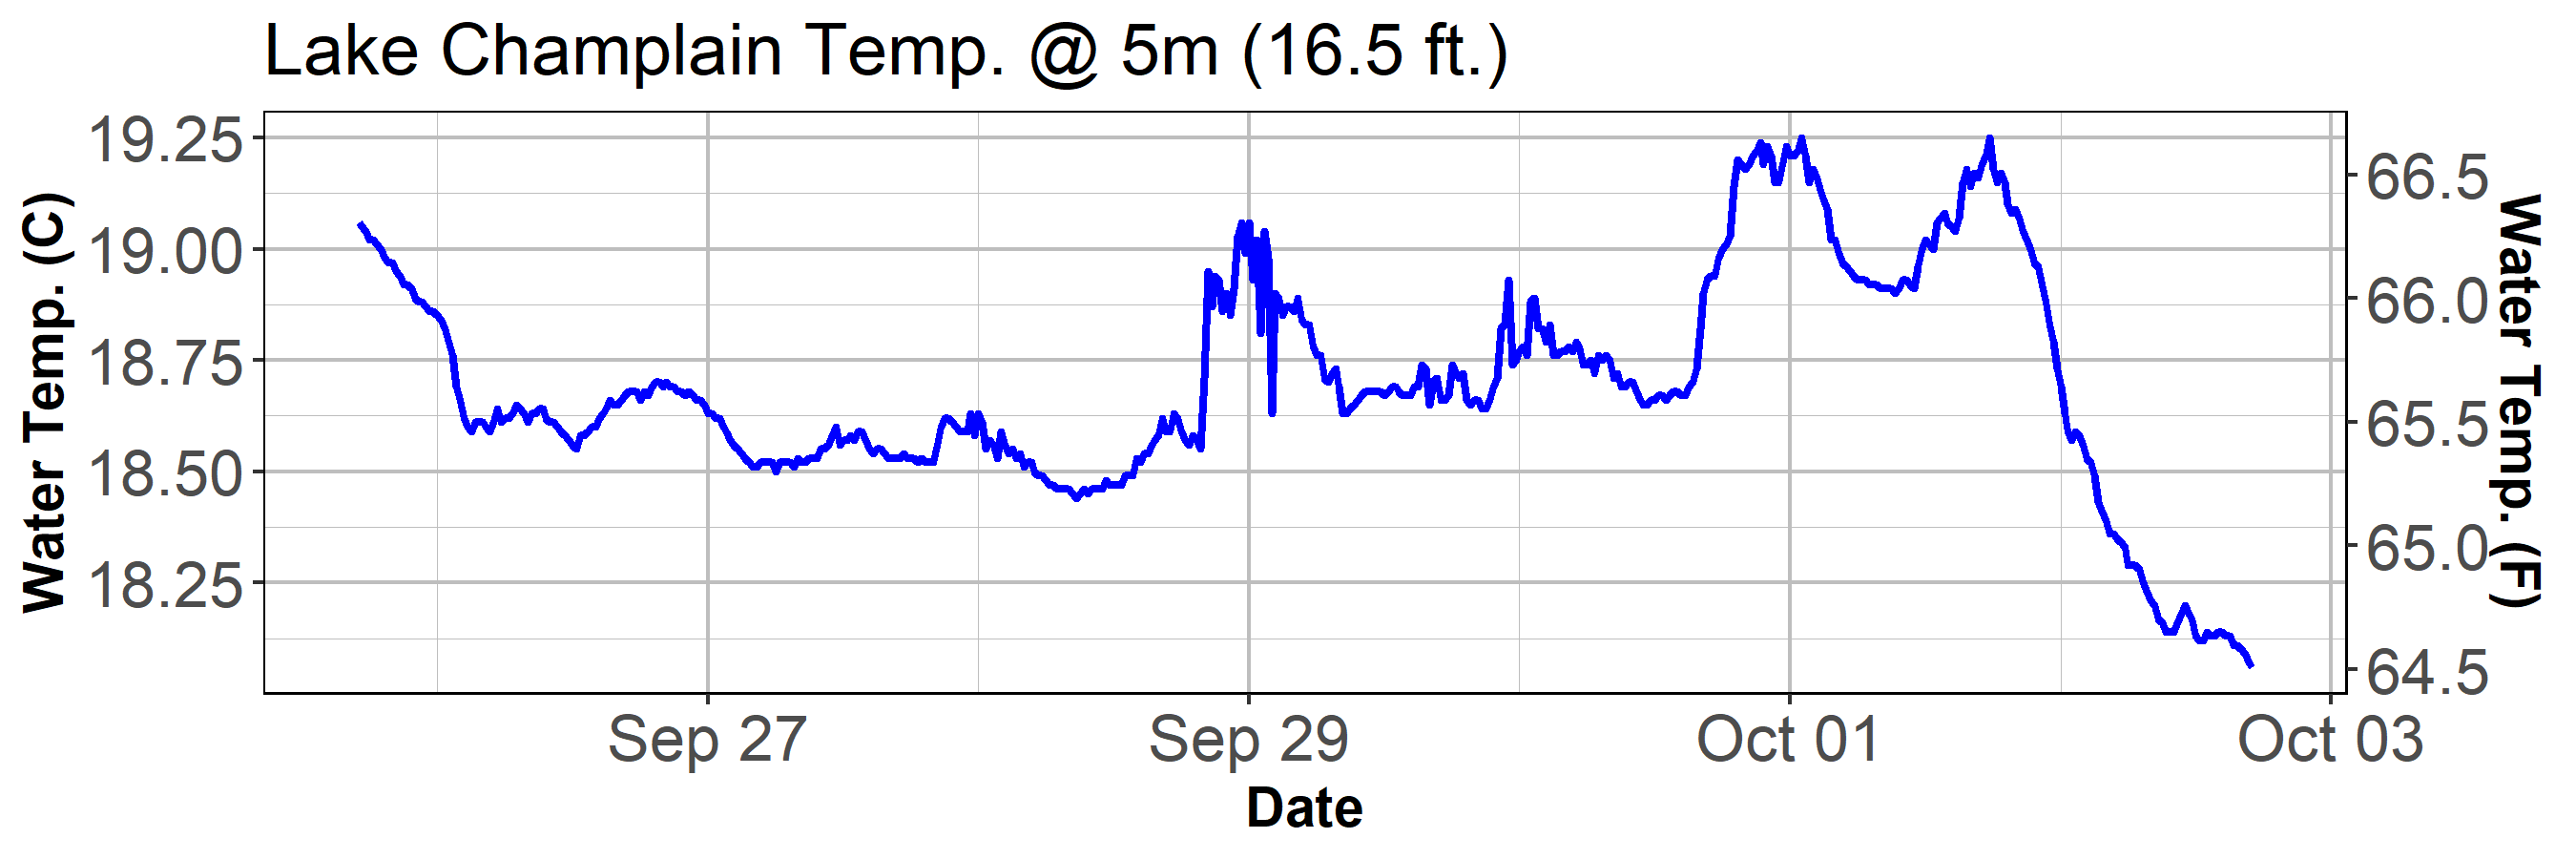 Lake Champlain Temp. @ 5m (16.5 ft.)
Water Temp. (C)
19.25
19.00
18.75
18.50
18.25
66.5
66.0
65.5
65.0
64.5
Water Temp. (F)
Sep 27
Sep 29
Oct 01
Oct 03
Date